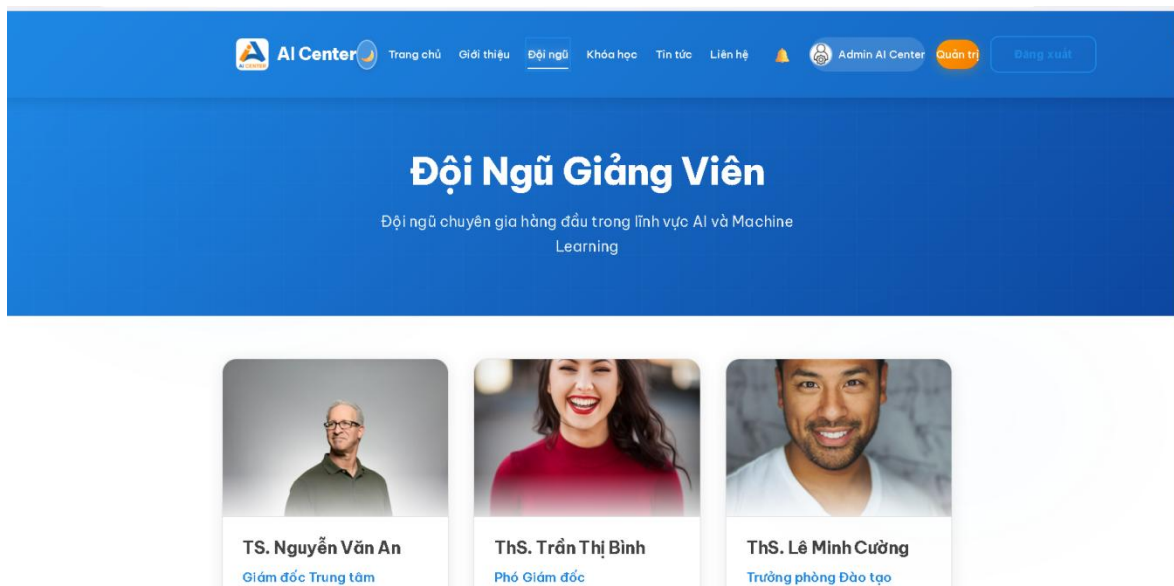 AI CENTER
AI Center
Trang chủ
Giới thiệu
Đội ngũ
Khóa học
Tin tức
Liên hệ
Admin AI Center
Quản trị
Đăng xuất
Đội Ngũ Giảng Viên
Đội ngũ chuyên gia hàng đầu trong lĩnh vực AI và Machine
Learning
TS. Nguyễn Văn An
Giám đốc Trung tâm
ThS. Trần Thị Bình
Phó Giám đốc
ThS. Lê Minh Cường
Trưởng phòng Đào tạo